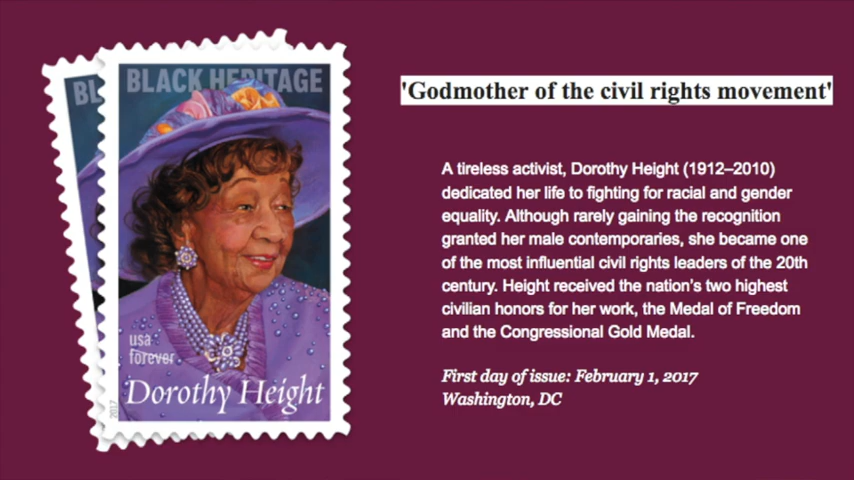 BL
BLACK HERITAGE
usa
forever
Dorothy Height
2017
'Godmother of the civil rights movement'
A tireless activist, Dorothy Height (1912–2010)
dedicated her life to fighting for racial and gender
equality. Although rarely gaining the recognition
granted her male contemporaries, she became one
of the most influential civil rights leaders of the 20th
century. Height received the nation's two highest
civilian honors for her work, the Medal of Freedom
and the Congressional Gold Medal.
First day of issue: February 1, 2017
Washington, DC